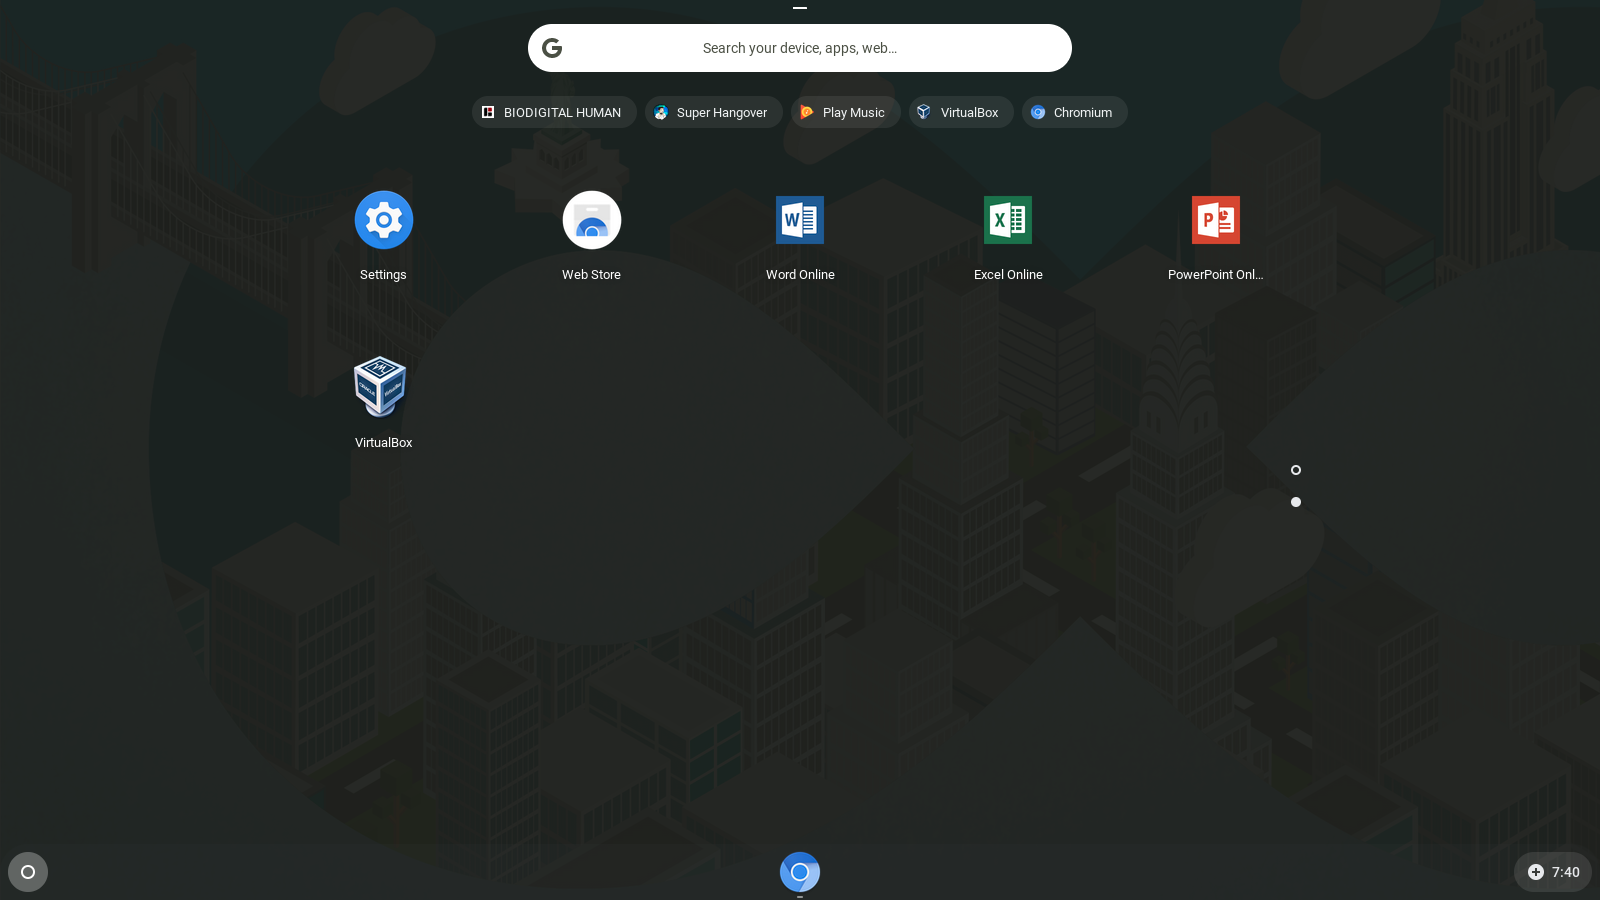 Search your device, apps, web...
BIODIGITAL HUMAN
Super Hangover
Play Music
VirtualBox
Chromium
Settings
Web Store
Word Online
Excel Online
PowerPoint Onl...
VirtualBox
7:40